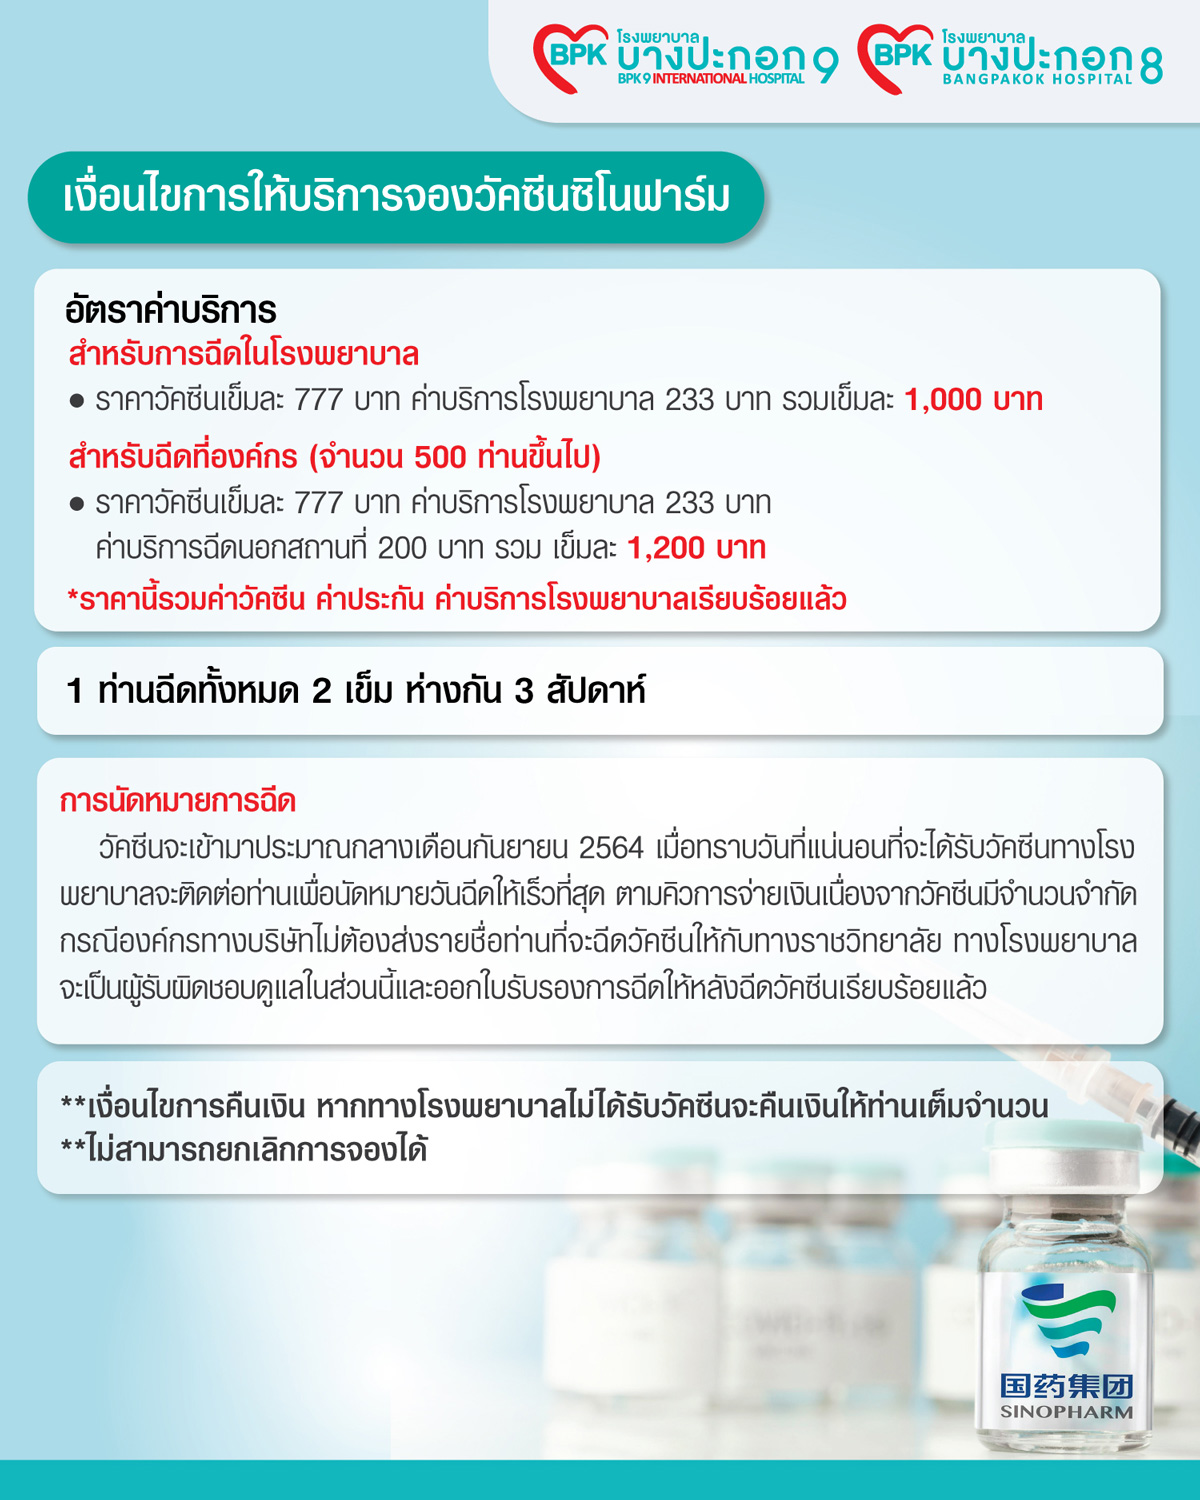 BPK โรงพยาบาล บางปะกอก 9
BPK 9 INTERNATIONAL HOSPITAL
BPK โรงพยาบาล บางปะกอก 8
BANGPAKOK HOSPITAL
เงื่อนไขการให้บริการจองวัคซีนซิโนฟาร์ม
อัตราค่าบริการ
สำหรับการฉีดในโรงพยาบาล
● ราคาวัคซีนเข็มละ 777 บาท ค่าบริการโรงพยาบาล 233 บาท รวมเข็มละ 1,000 บาท
สำหรับฉีดที่องค์กร (จำนวน 500 ท่านขึ้นไป)
● ราคาวัคซีนเข็มละ 777 บาท ค่าบริการโรงพยาบาล 233 บาท
ค่าบริการฉีดนอกสถานที่ 200 บาท รวม เข็มละ 1,200 บาท
*ราคานี้รวมค่าวัคซีน ค่าประกัน ค่าบริการโรงพยาบาลเรียบร้อยแล้ว
1 ท่านฉีดทั้งหมด 2 เข็ม ห่างกัน 3 สัปดาห์
การนัดหมายการฉีด
วัคซีนจะเข้ามาประมาณกลางเดือนกันยายน 2564 เมื่อทราบวันที่แน่นอนที่จะได้รับวัคซีนทางโรง
พยาบาลจะติดต่อท่านเพื่อนัดหมายวันฉีดให้เร็วที่สุด ตามคิวการจ่ายเงินเนื่องจากวัคซีนมีจำนวนจำกัด
กรณีองค์กรทางบริษัทไม่ต้องส่งรายชื่อท่านที่จะฉีดวัคซีนให้กับทางราชวิทยาลัย ทางโรงพยาบาล
จะเป็นผู้รับผิดชอบดูแลในส่วนนี้และออกใบรับรองการฉีดให้หลังฉีดวัคซีนเรียบร้อยแล้ว
**เงื่อนไขการคืนเงิน หากทางโรงพยาบาลไม่ได้รับวัคซีนจะคืนเงินให้ท่านเต็มจำนวน
**ไม่สามารถยกเลิกการจองได้
国药集团
SINOPHARM